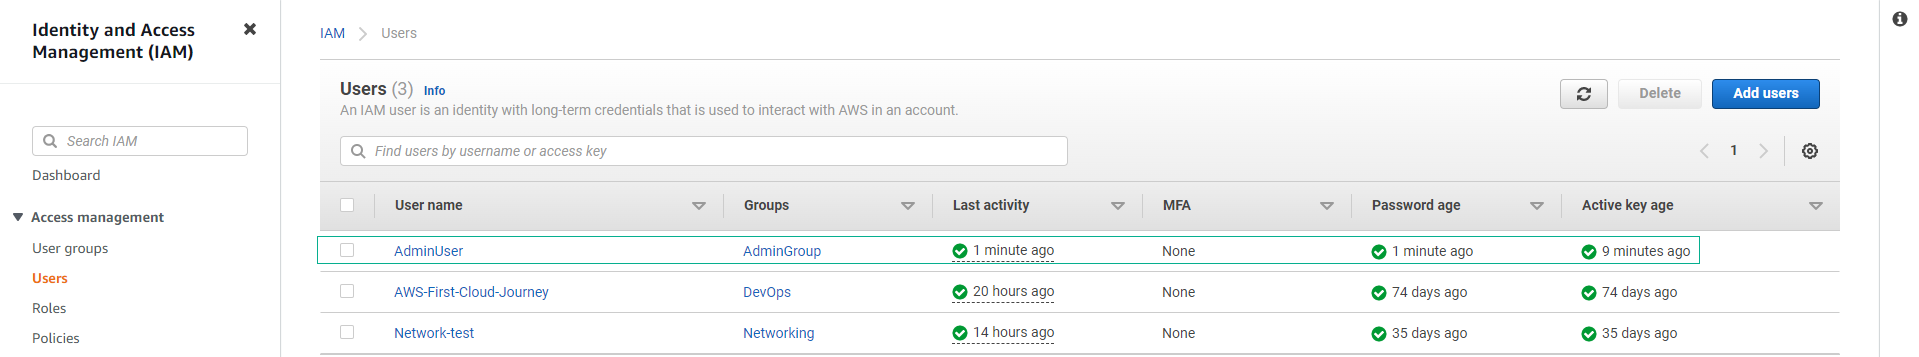 Identity and Access
Management (IAM)
Search IAM
Dashboard
Access management
User groups
Users
Roles
Policies
IAM Users
Users (3) Info
An IAM user is an identity with long-term credentials that is used to interact with AWS in an account.
Delete Add users
Find users by username or access key
1
User name Groups Last activity MFA Password age Active key age
AdminUser AdminGroup 1 minute ago None 1 minute ago 9 minutes ago
AWS-First-Cloud-Journey DevOps 20 hours ago None 74 days ago 74 days ago
Network-test Networking 14 hours ago None 35 days ago 35 days ago